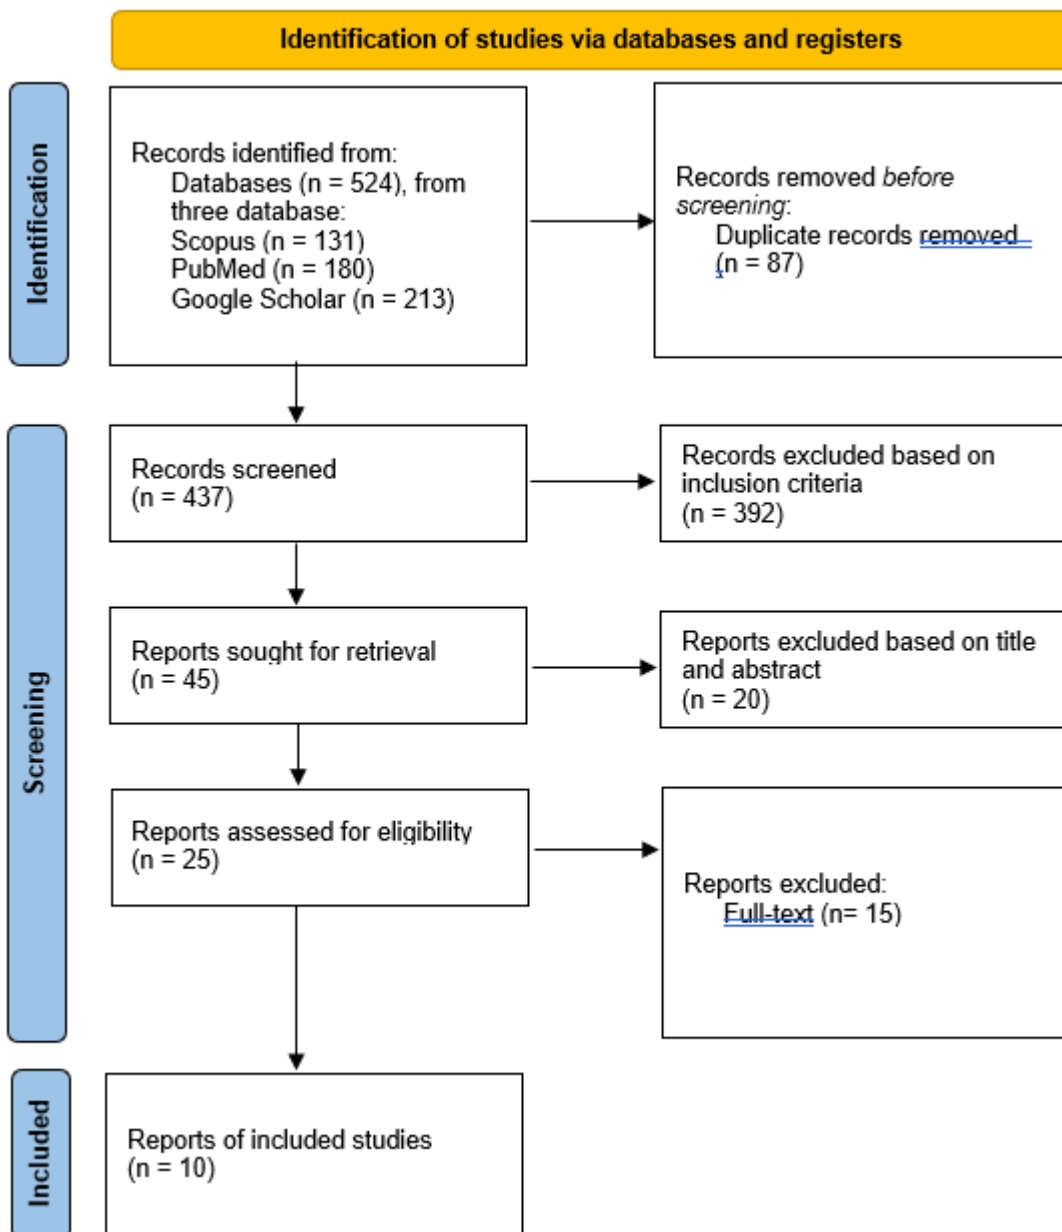 Identification of studies via databases and registers
Identification
Records identified from:
Databases (n = 524), from
three database:
Scopus (n = 131)
PubMed (n = 180)
Google Scholar (n = 213)
Records removed before
screening:
Duplicate records removed
(n = 87)
Screening
Records screened
(n = 437)
Records excluded based on
inclusion criteria
(n = 392)
Reports sought for retrieval
(n = 45)
Reports excluded based on title
and abstract
(n = 20)
Reports assessed for eligibility
(n = 25)
Reports excluded:
Full-text (n= 15)
Included
Reports of included studies
(n = 10)